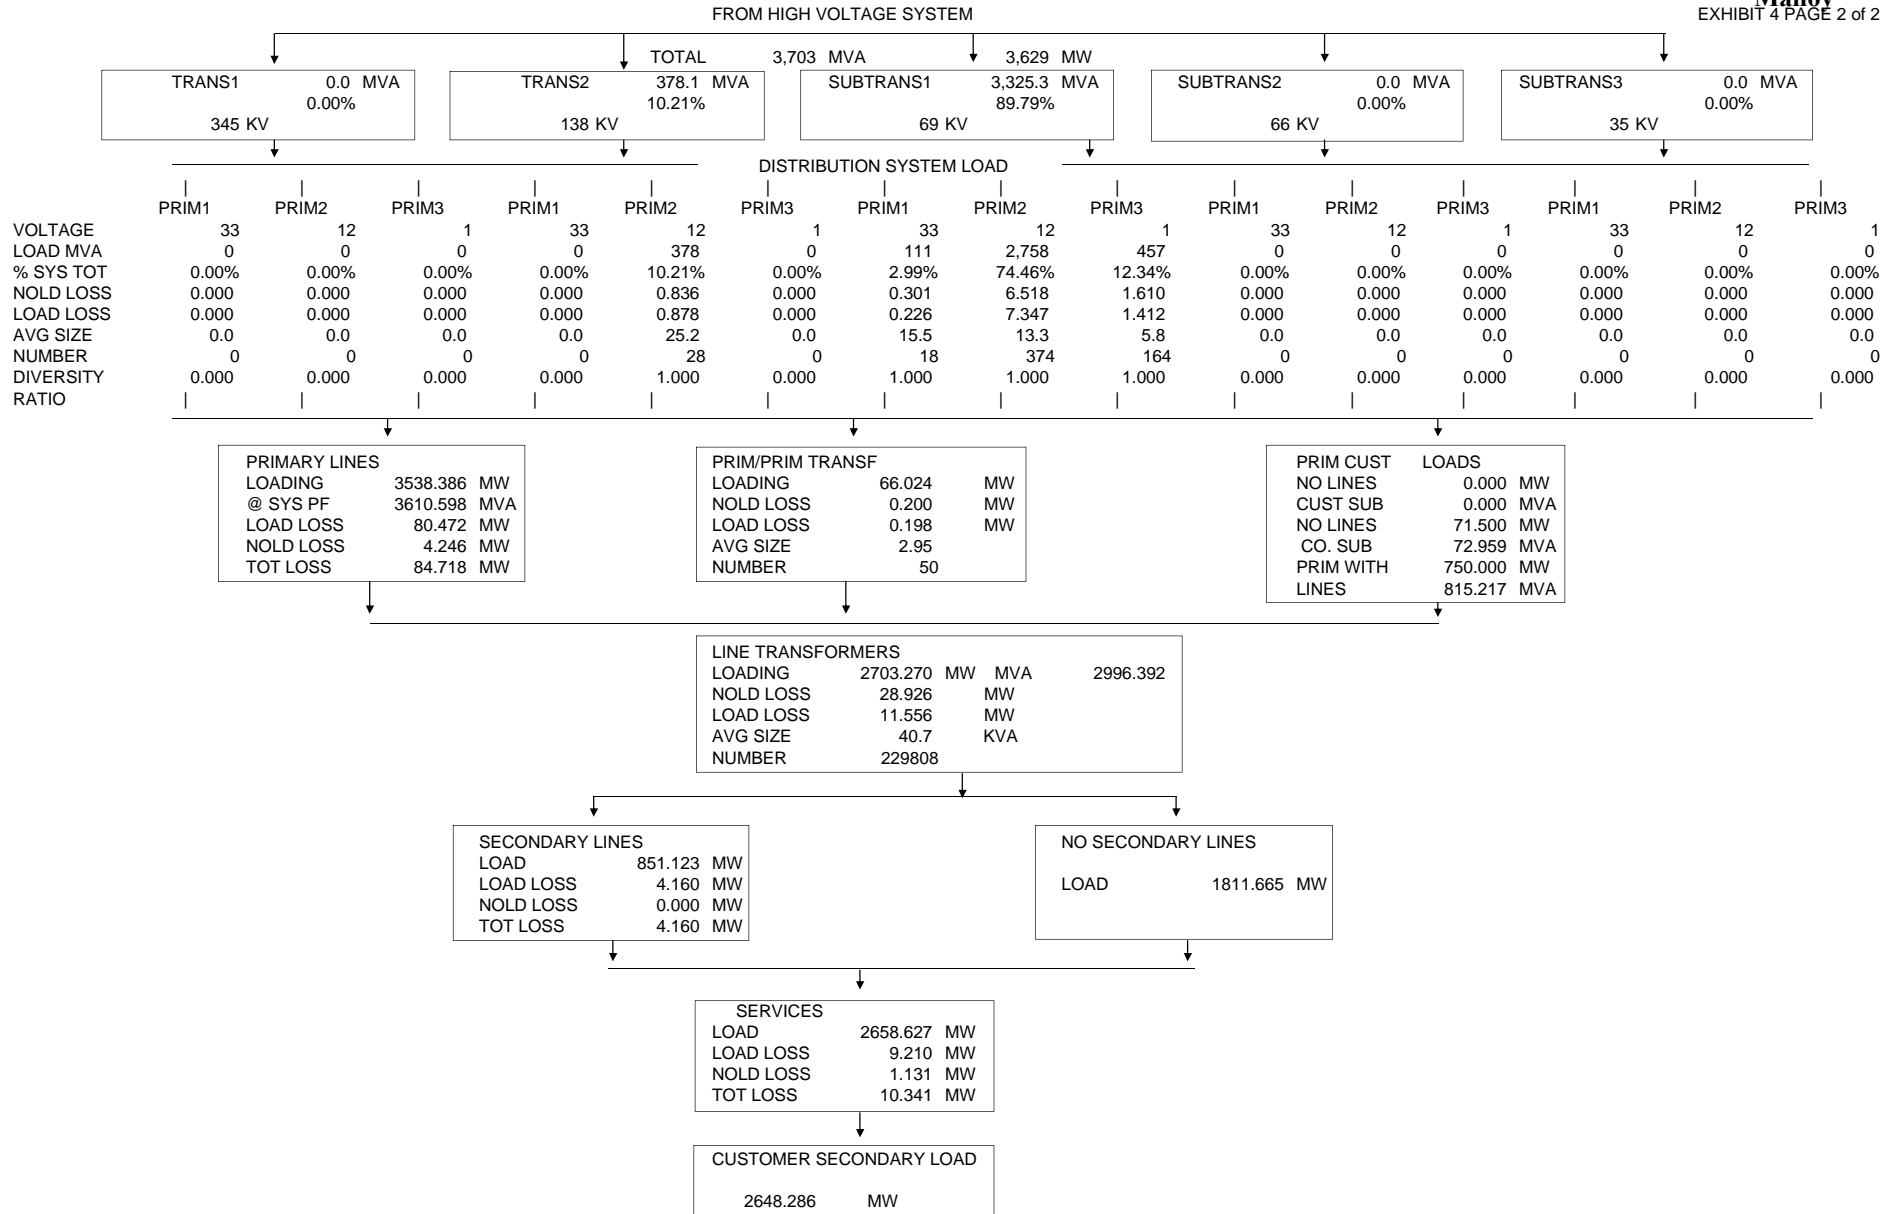 Malloy
FROM HIGH VOLTAGE SYSTEM EXHIBIT 4 PAGE 2 of 2
TOTAL 3,703 MVA 3,629 MW
TRANS1 0.0 MVA TRANS2 378.1 MVA SUBTRANS1 3,325.3 MVA SUBTRANS2 0.0 MVA SUBTRANS3 0.0 MVA
0.00% 10.21% 89.79% 0.00% 0.00%
345 KV 138 KV 69 KV 66 KV 35 KV
DISTRIBUTION SYSTEM LOAD
| | | | | | | | | | | | | | |
PRIM1 PRIM2 PRIM3 PRIM1 PRIM2 PRIM3 PRIM1 PRIM2 PRIM3 PRIM1 PRIM2 PRIM3 PRIM1 PRIM2 PRIM3
VOLTAGE 33 12 1 33 12 1 33 12 1 33 12 1 33 12 1
LOAD MVA 0 0 0 0 378 0 111 2,758 457 0 0 0 0 0 0
% SYS TOT 0.00% 0.00% 0.00% 0.00% 10.21% 0.00% 2.99% 74.46% 12.34% 0.00% 0.00% 0.00% 0.00% 0.00% 0.00%
NOLD LOSS 0.000 0.000 0.000 0.000 0.836 0.000 0.301 6.518 1.610 0.000 0.000 0.000 0.000 0.000 0.000
LOAD LOSS 0.000 0.000 0.000 0.000 0.878 0.000 0.226 7.347 1.412 0.000 0.000 0.000 0.000 0.000 0.000
AVG SIZE 0.0 0.0 0.0 0.0 25.2 0.0 15.5 13.3 5.8 0.0 0.0 0.0 0.0 0.0 0.0
NUMBER 0 0 0 0 28 0 18 374 164 0 0 0 0 0 0
DIVERSITY 0.000 0.000 0.000 0.000 1.000 0.000 1.000 1.000 1.000 0.000 0.000 0.000 0.000 0.000 0.000
RATIO | | | | | | | | | | | | | | |
PRIMARY LINES
LOADING 3538.386 MW
@ SYS PF 3610.598 MVA
LOAD LOSS 80.472 MW
NOLD LOSS 4.246 MW
TOT LOSS 84.718 MW
PRIM/PRIM TRANSF
LOADING 66.024 MW
NOLD LOSS 0.200 MW
LOAD LOSS 0.198 MW
AVG SIZE 2.95
NUMBER 50
PRIM CUST LOADS
NO LINES 0.000 MW
CUST SUB 0.000 MVA
NO LINES 71.500 MW
CO. SUB 72.959 MVA
PRIM WITH 750.000 MW
LINES 815.217 MVA
LINE TRANSFORMERS
LOADING 2703.270 MW MVA 2996.392
NOLD LOSS 28.926 MW
LOAD LOSS 11.556 MW
AVG SIZE 40.7 KVA
NUMBER 229808
SECONDARY LINES
LOAD 851.123 MW
LOAD LOSS 4.160 MW
NOLD LOSS 0.000 MW
TOT LOSS 4.160 MW
NO SECONDARY LINES
LOAD 1811.665 MW
SERVICES
LOAD 2658.627 MW
LOAD LOSS 9.210 MW
NOLD LOSS 1.131 MW
TOT LOSS 10.341 MW
CUSTOMER SECONDARY LOAD
2648.286 MW